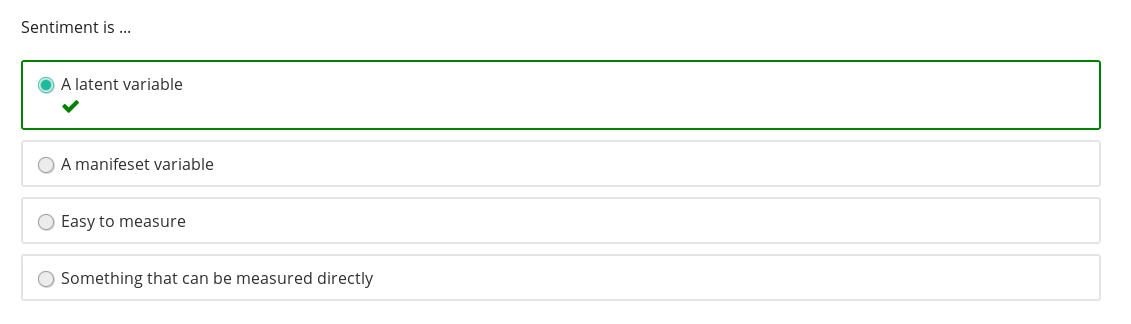 Sentiment is ...
A latent variable
A manifeset variable
Easy to measure
Something that can be measured directly